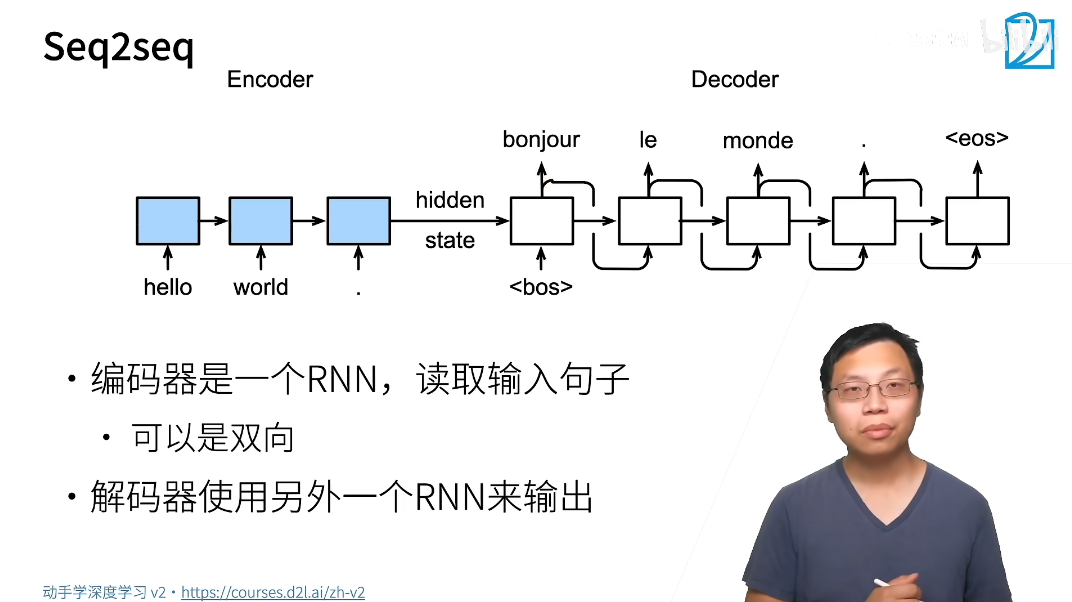 Seq2seq
Encoder
Decoder
bonjour le monde . <eos>
hidden
state
hello world . <bos>
• 编码器是一个RNN，读取输入句子
• 可以是双向
• 解码器使用另外一个RNN来输出
动手学深度学习 v2 • https://courses.d2l.ai/zh-v2